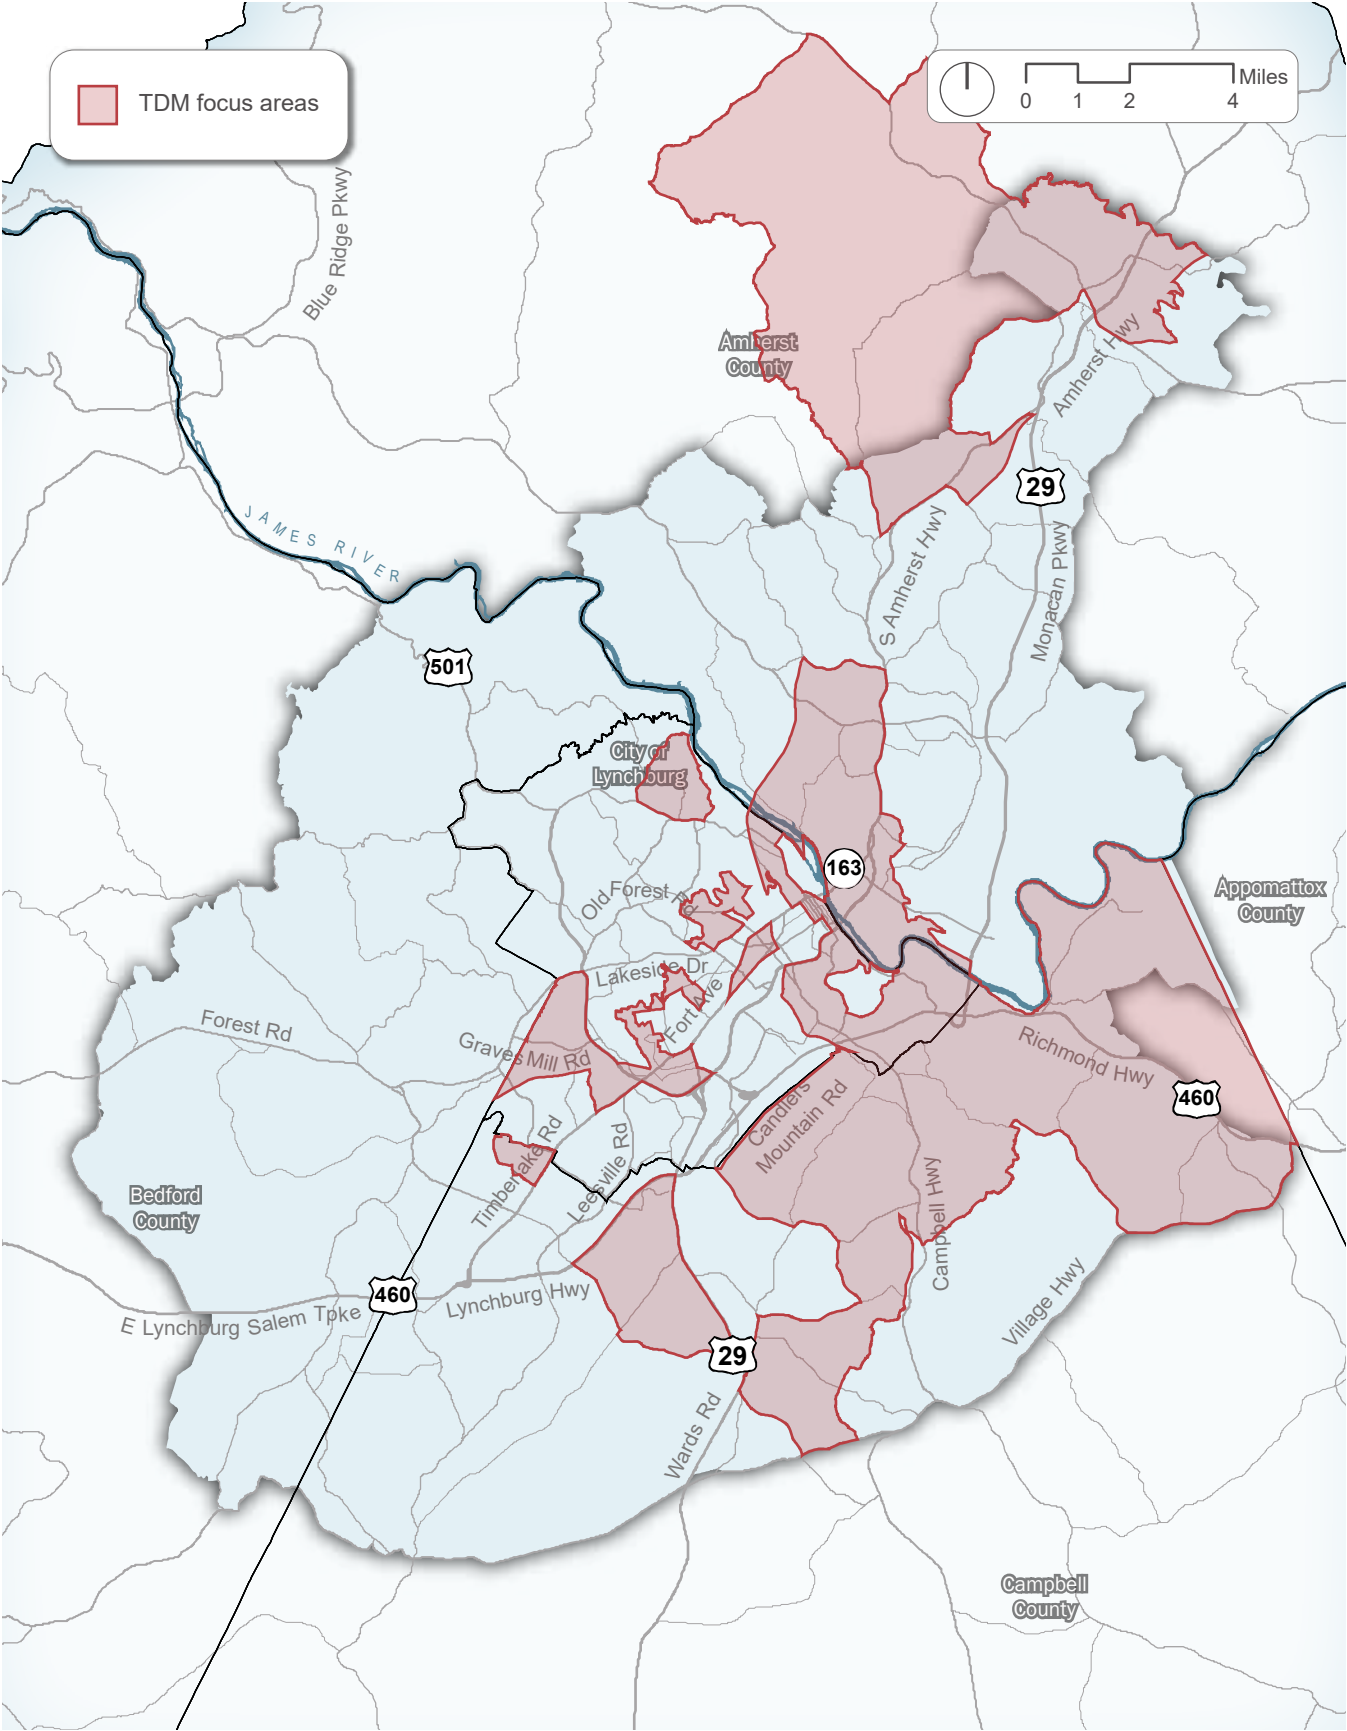 TDM focus areas
Miles
0 1 2 4
Blue Ridge Pkwy
Amherst
County
Amherst Hwy
29
JAMES RIVER
S Amherst Hwy
Monacan Pkwy
501
City of
Lynchburg
163
Old Forest Rd
Appomattox
County
Lakeside Dr
Fort Ave
Forest Rd
Graves Mill Rd
Richmond Hwy
460
Candlers
Mountain Rd
Timberlake Rd
Leesville Rd
Bedford
County
Campbell Hwy
460
Lynchburg Hwy
E Lynchburg Salem Tpke
Village Hwy
29
Wards Rd
Campbell
County